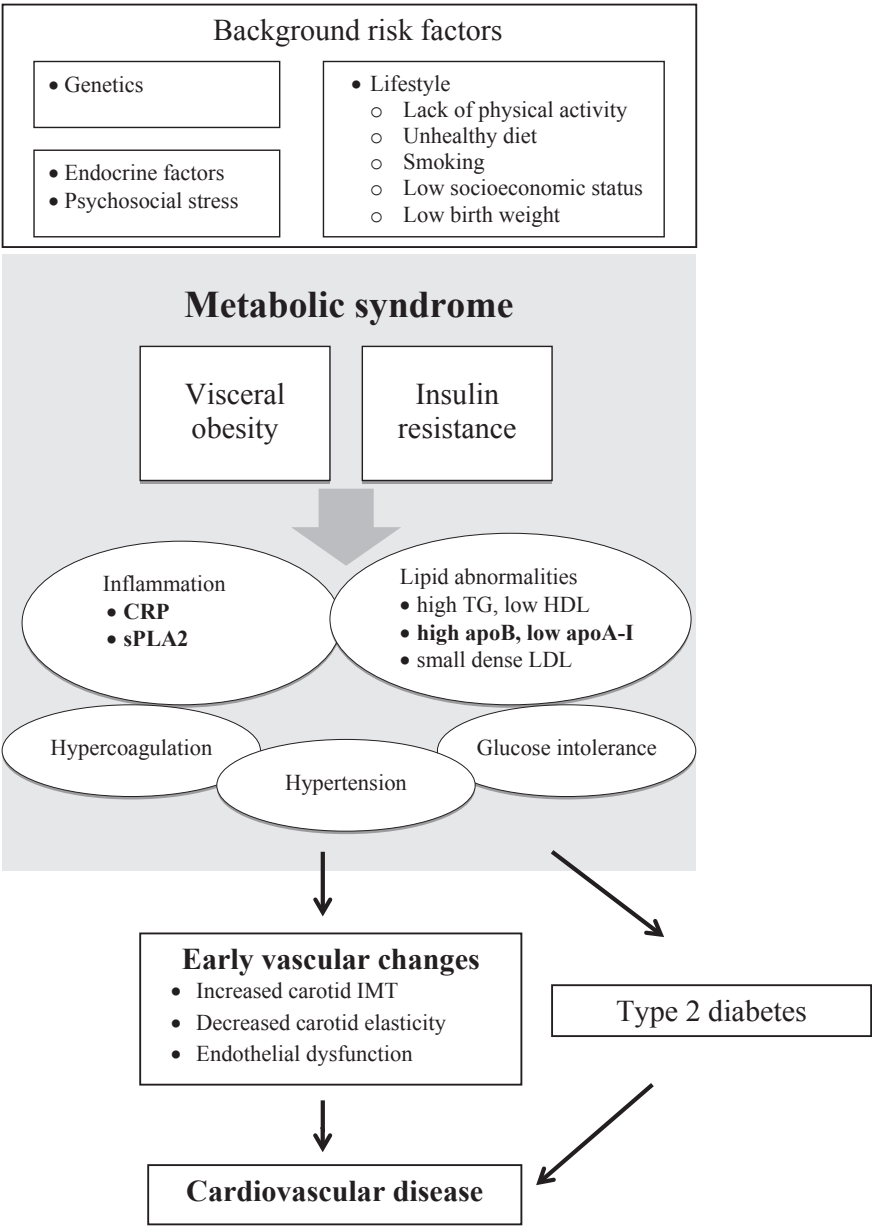 Background risk factors
• Genetics
• Endocrine factors
• Psychosocial stress
• Lifestyle
o Lack of physical activity
o Unhealthy diet
o Smoking
o Low socioeconomic status
o Low birth weight
Metabolic syndrome
Visceral
obesity
Insulin
resistance
Inflammation
• CRP
• sPLA2
Lipid abnormalities
• high TG, low HDL
• high apoB, low apoA-I
• small dense LDL
Hypercoagulation
Hypertension
Glucose intolerance
Early vascular changes
• Increased carotid IMT
• Decreased carotid elasticity
• Endothelial dysfunction
Type 2 diabetes
Cardiovascular disease